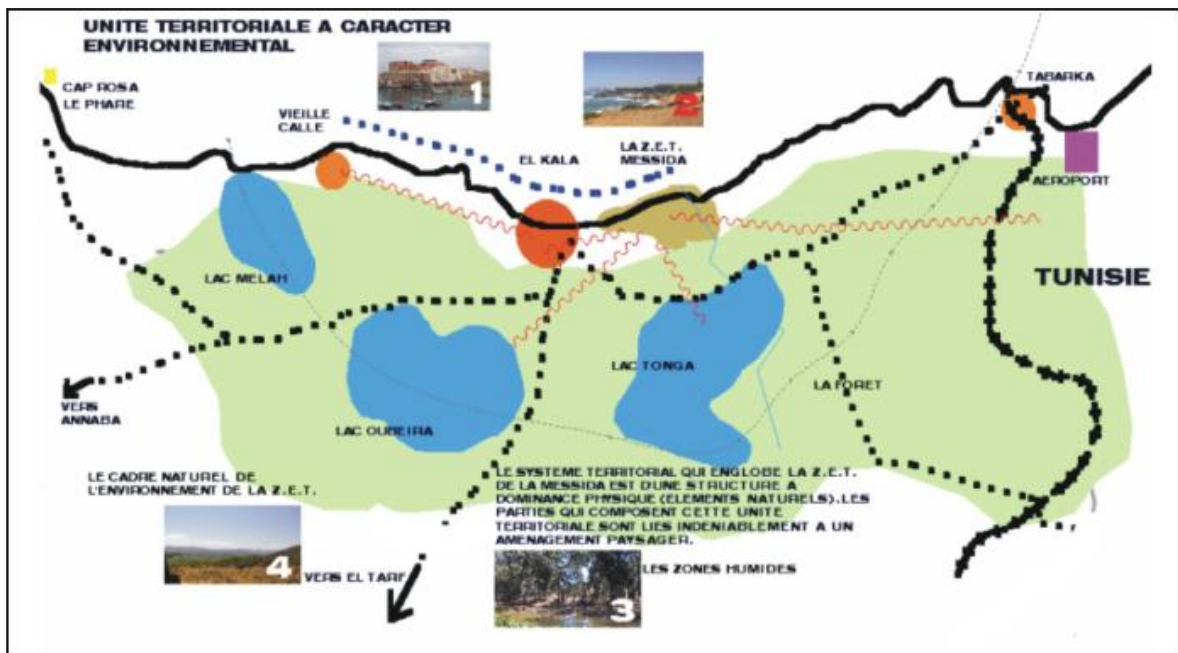 UNITE TERRITORIALE A CARACTER
ENVIRONNEMENTAL
CAP ROSA
LE PHARE
1
2
TABARKA
VIEILLE
CALLE
EL KALA
LA Z.E.T.
MESSIDA
AEROPORT
LAC MELAH
TUNISIE
LAC TONGA
LA FORET
VERS
ANNABA
LAC OUBEIRA
LE CADRE NATUREL DE
L'ENVIRONNEMENT DE LA Z.E.T.
LE SYSTEME TERRITORIAL QUI ENGLOBE LA Z.E.T.
DE LA MESSIDA EST D'UNE STRUCTURE A
DOMINANCE PHYSIQUE (ELEMENTS NATURELS).LES
PARTIES QUI COMPOSENT CETTE UNITE
TERRITORIALE SONT LIES INDENIABLEMENT A UN
AMENAGEMENT PAYSAGER.
4
VERS EL TARF
3
LES ZONES HUMIDES